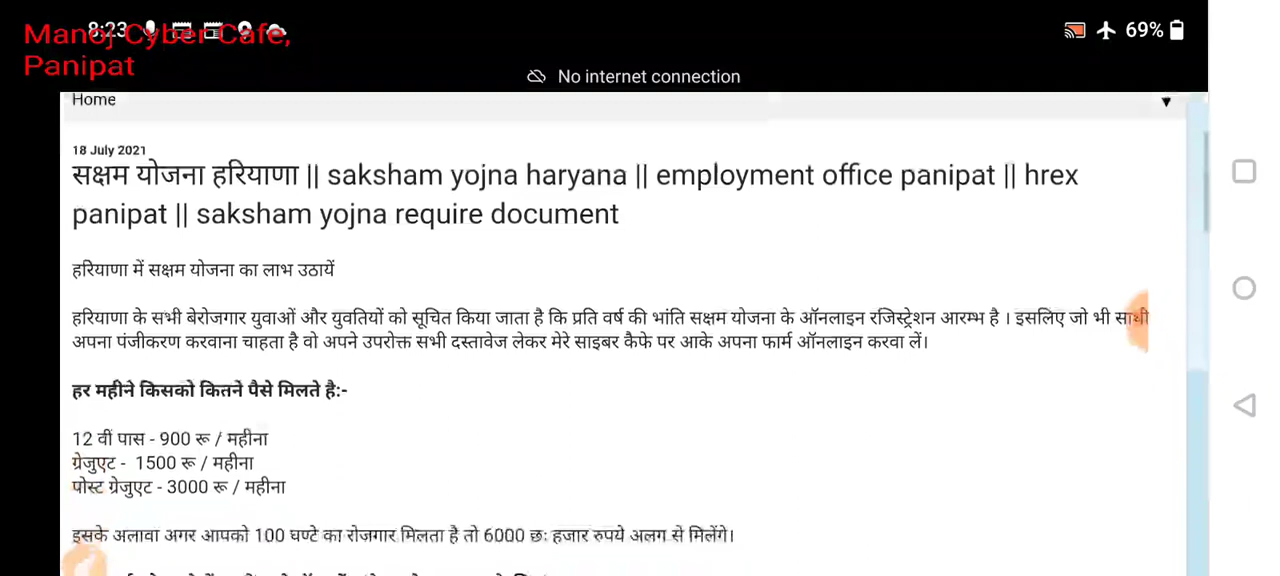 8:23
Manoj Cyber Cafe,
Panipat
69%
No internet connection
Home
18 July 2021
सक्षम योजना हरियाणा || saksham yojna haryana || employment office panipat || hrex
panipat || saksham yojna require document
हरियाणा में सक्षम योजना का लाभ उठायें
हरियाणा के सभी बेरोजगार युवाओं और युवतियों को सूचित किया जाता है कि प्रति वर्ष की भांति सक्षम योजना के ऑनलाइन रजिस्ट्रेशन आरम्भ है । इसलिए जो भी साथी
अपना पंजीकरण करवाना चाहता है वो अपने उपरोक्त सभी दस्तावेज लेकर मेरे साइबर कैफे पर आके अपना फार्म ऑनलाइन करवा लें।
हर महीने किसको कितने पैसे मिलते है:-
12 वीं पास - 900 रू / महीना
ग्रेजुएट - 1500 रू / महीना
पोस्ट ग्रेजुएट - 3000 रू / महीना
इसके अलावा अगर आपको 100 घण्टे का रोजगार मिलता है तो 6000 छः हजार रुपये अलग से मिलेंगे।